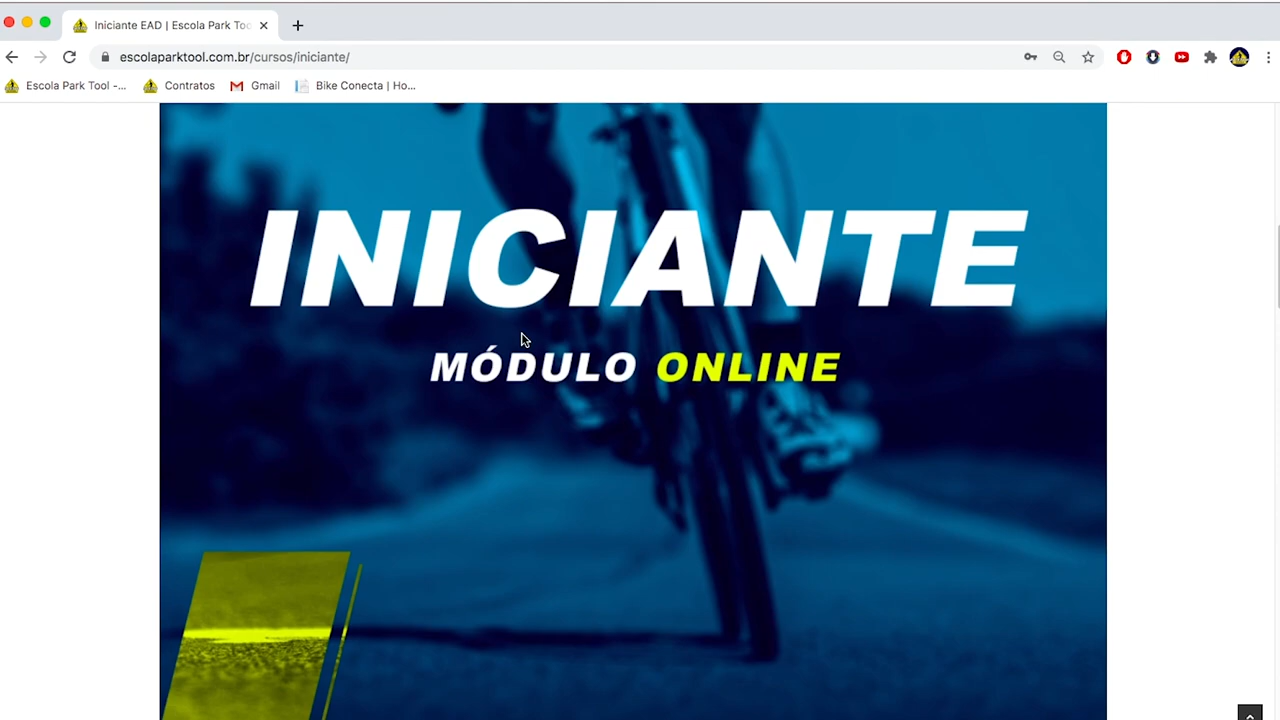 Iniciante EAD | Escola Park Too
escolaparktool.com.br/cursos/iniciante/
Escola Park Tool -...
Contratos
Gmail
Bike Conecta | Ho...
INICIANTE
MÓDULO ONLINE